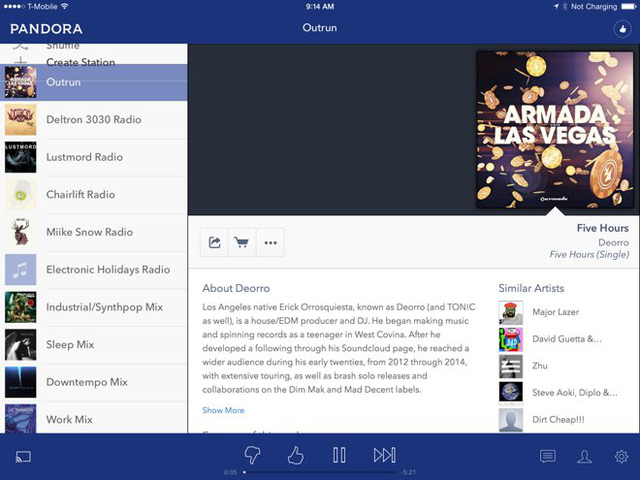 T-Mobile
9:14 AM
Not Charging
PANDORA
Outrun
Shuffle
Create Station
Outrun
Deltron 3030 Radio
Lustmord Radio
Chairlift Radio
Miike Snow Radio
Electronic Holidays Radio
Industrial/Synthpop Mix
Sleep Mix
Downtempo Mix
Work Mix
LUSTMORD
ARMADA
LAS VEGAS
armada
Five Hours
Deorro
Five Hours (Single)
About Deorro
Los Angeles native Erick Orrosquiesta, known as Deorro (and TON!C
as well), is a house/EDM producer and DJ. He began making music
and spinning records as a teenager in West Covina. After he
developed a following through his Soundcloud page, he reached a
wider audience during his early twenties, from 2012 through 2014,
with extensive touring, as well as brash solo releases and
collaborations on the Dim Mak and Mad Decent labels.
Show More
Similar Artists
Major Lazer
David Guetta &...
Zhu
Steve Aoki, Diplo &...
Dirt Cheap!!!
0:05
-5:21